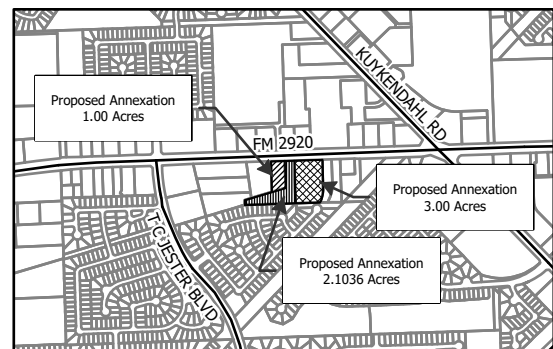 KUYKENDAHL RD
Proposed Annexation
1.00 Acres
FM 2920
Proposed Annexation
3.00 Acres
T C JESTER BLVD
Proposed Annexation
2.1036 Acres